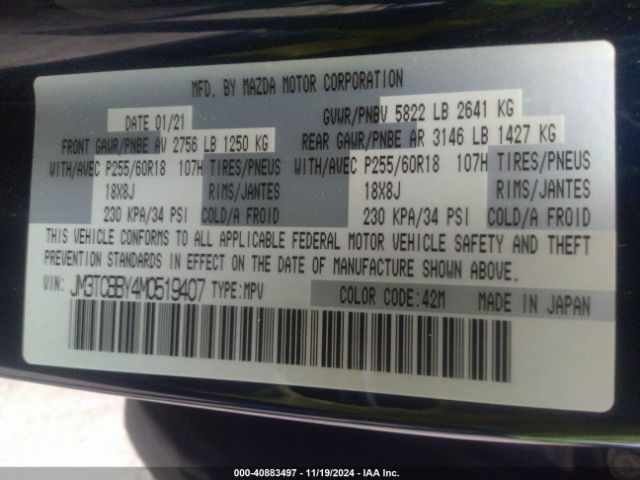 MFD. BY MAZDA MOTOR CORPORATION
DATE 01/21 GVWR/PNBV 5822 LB 2641 KG
FRONT GAWR/PNBE AV 2756 LB 1250 KG REAR GAWR/PNBE AR 3146 LB 1427 KG
WITH/AVEC P255/60R18 107H TIRES/PNEUS WITH/AVEC P255/60R18 107H TIRES/PNEUS
18X8J RIMS/JANTES 18X8J RIMS/JANTES
230 KPA/34 PSI COLD/A FROID 230 KPA/34 PSI COLD/A FROID
THIS VEHICLE CONFORMS TO ALL APPLICABLE FEDERAL MOTOR VEHICLE SAFETY AND THEFT
PREVENTION STANDARDS IN EFFECT ON THE DATE OF MANUFACTURE SHOWN ABOVE.
VIN: JM3TCBBY4M0519407 TYPE:MPV COLOR CODE:42M MADE IN JAPAN
000-40883497 - 11/19/2024 - IAA Inc.